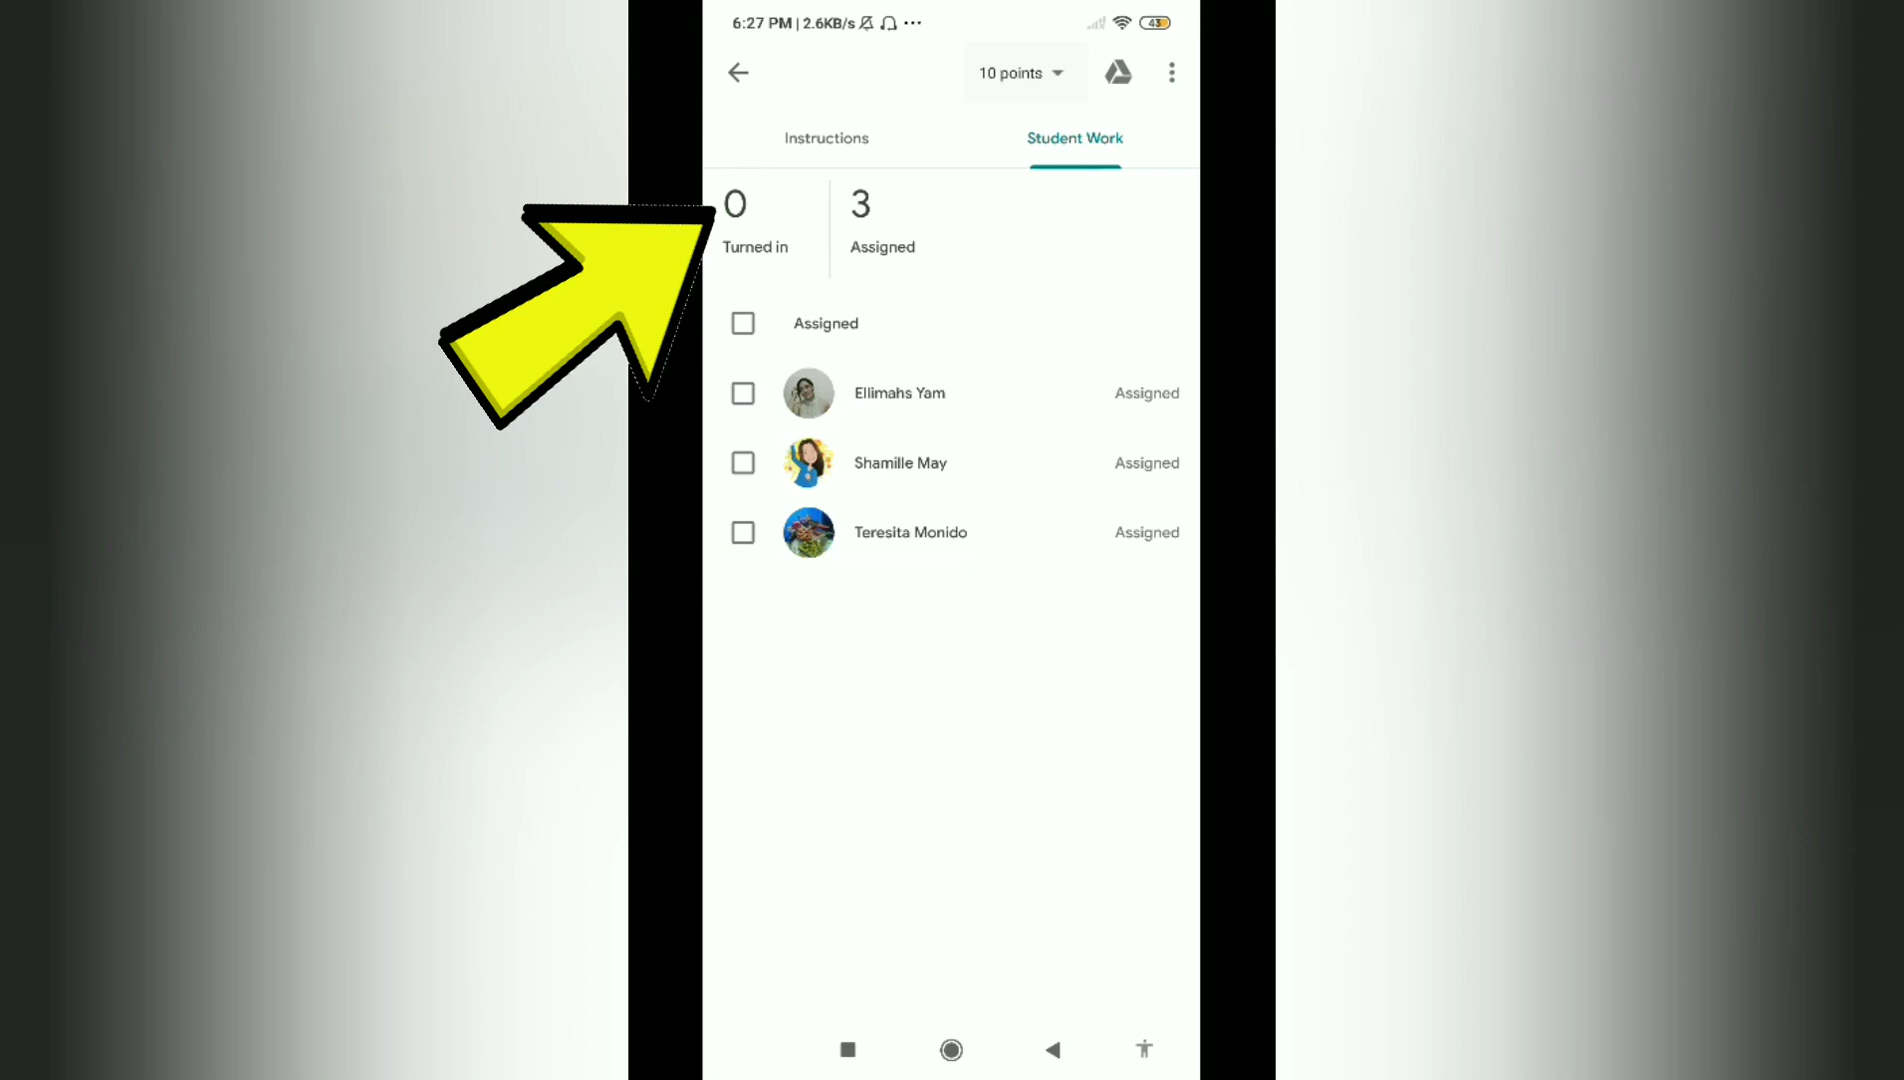 6:27 PM | 2.6KB/s ... 43
10 points
Instructions Student Work
0 3
Turned in Assigned
Assigned
Ellimahs Yam Assigned
Shamille May Assigned
Teresita Monido Assigned